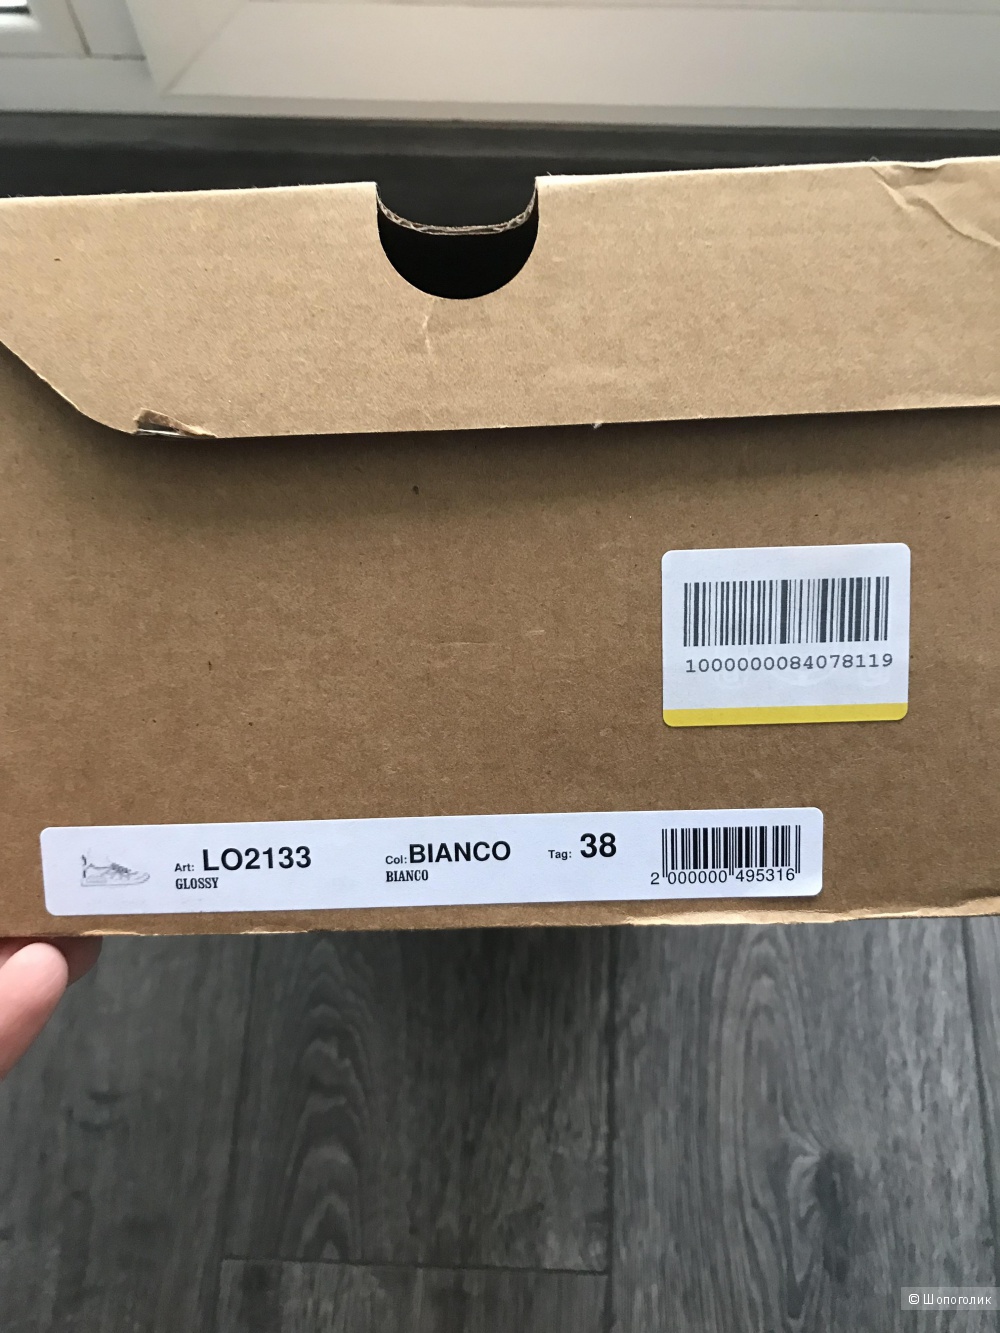 1000000084078119
Art: LO2133
GLOSSY
Col: BIANCO
BIANCO
Tag: 38
2 000000 495316
© Шопоголик